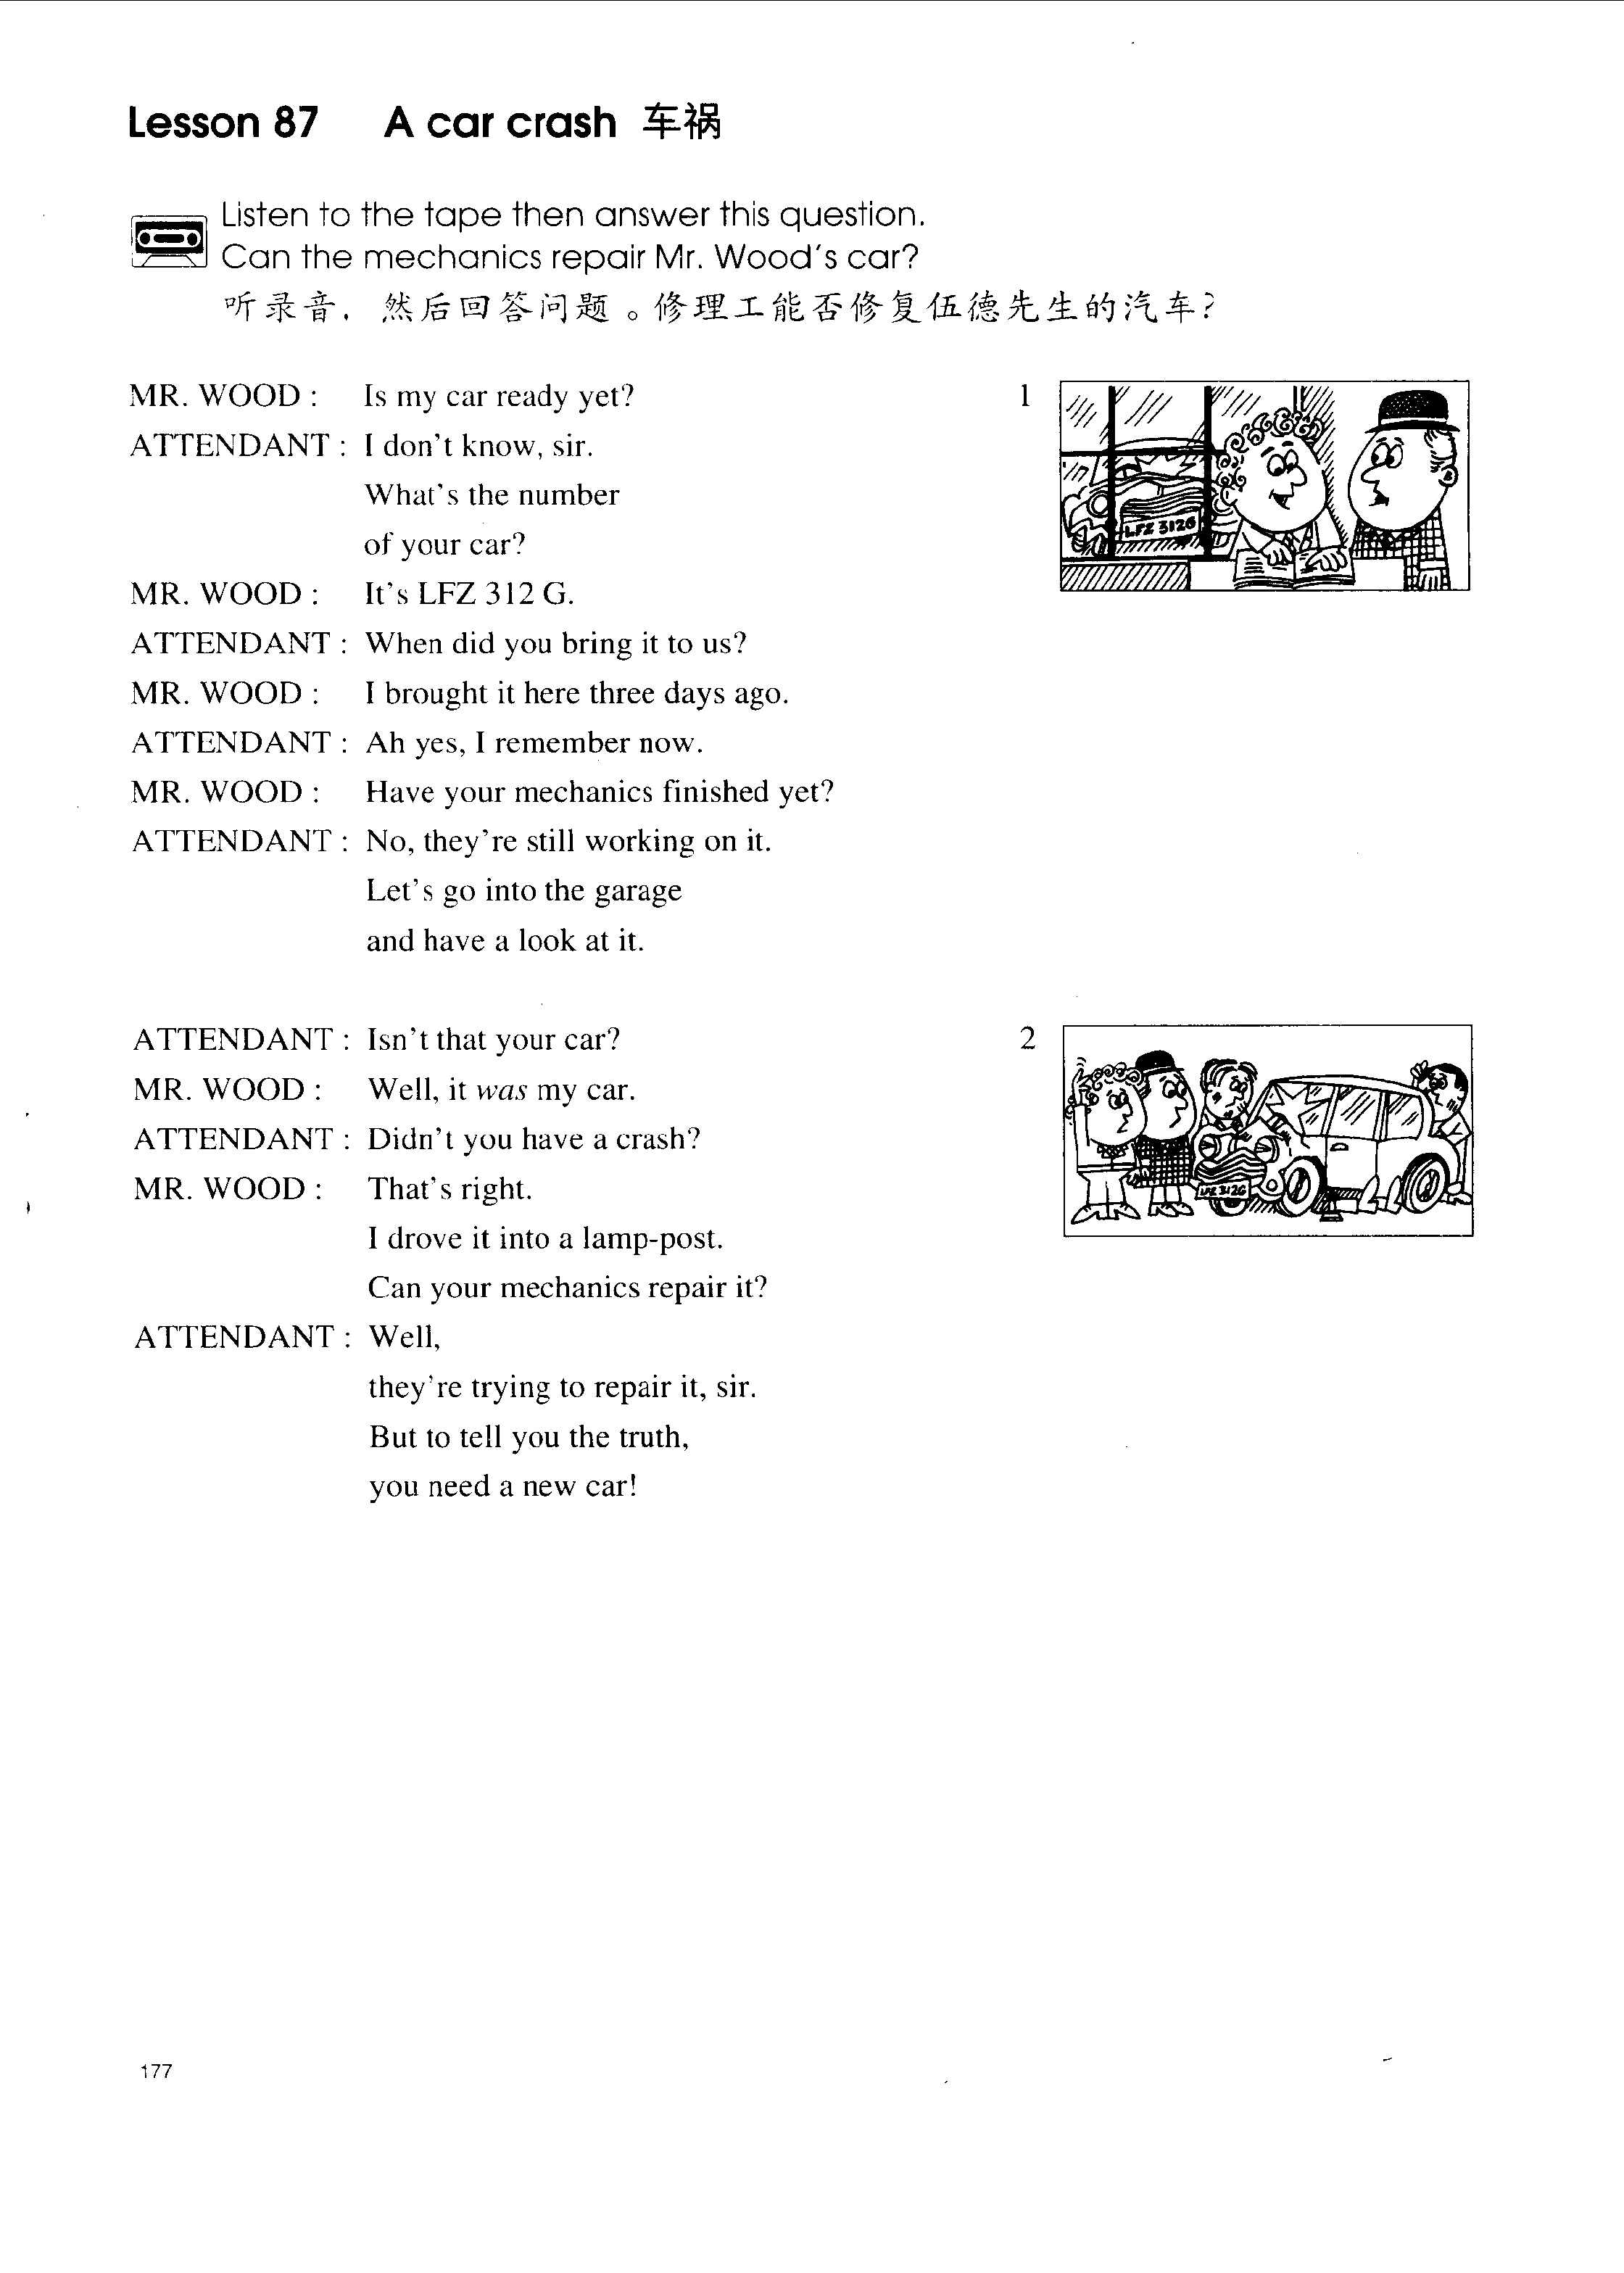 Lesson 87 A car crash 车祸
Listen to the tape then answer this question.
Can the mechanics repair Mr. Wood's car?
听录音，然后回答问题。修理工能否修复伍德先生的汽车？
MR. WOOD : Is my car ready yet?
ATTENDANT : I don't know, sir.
What's the number
of your car?
MR. WOOD : It's LFZ 312 G.
ATTENDANT : When did you bring it to us?
MR. WOOD : I brought it here three days ago.
ATTENDANT : Ah yes, I remember now.
MR. WOOD : Have your mechanics finished yet?
ATTENDANT : No, they're still working on it.
Let's go into the garage
and have a look at it.
1
LFZ 312G
ATTENDANT : Isn't that your car?
MR. WOOD : Well, it was my car.
ATTENDANT : Didn't you have a crash?
MR. WOOD : That's right.
I drove it into a lamp-post.
Can your mechanics repair it?
ATTENDANT : Well,
they're trying to repair it, sir.
But to tell you the truth,
you need a new car!
2
LFZ 312G
177